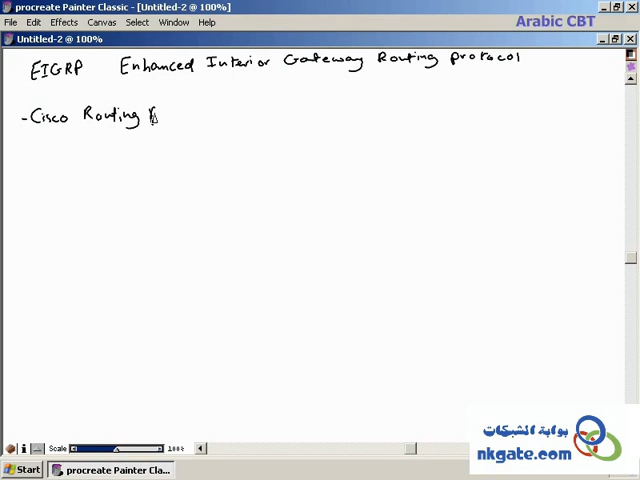 procreate Painter Classic - [Untitled-2 @ 100%]
File Edit Effects Canvas Select Window Help
Arabic CBT
Untitled-2 @ 100%
EIGRP Enhanced Interior Gateway Routing Protocol
- Cisco Routing
Scale 100%
بوابة الشبكات
nkgate.com
Start procreate Painter Cla...